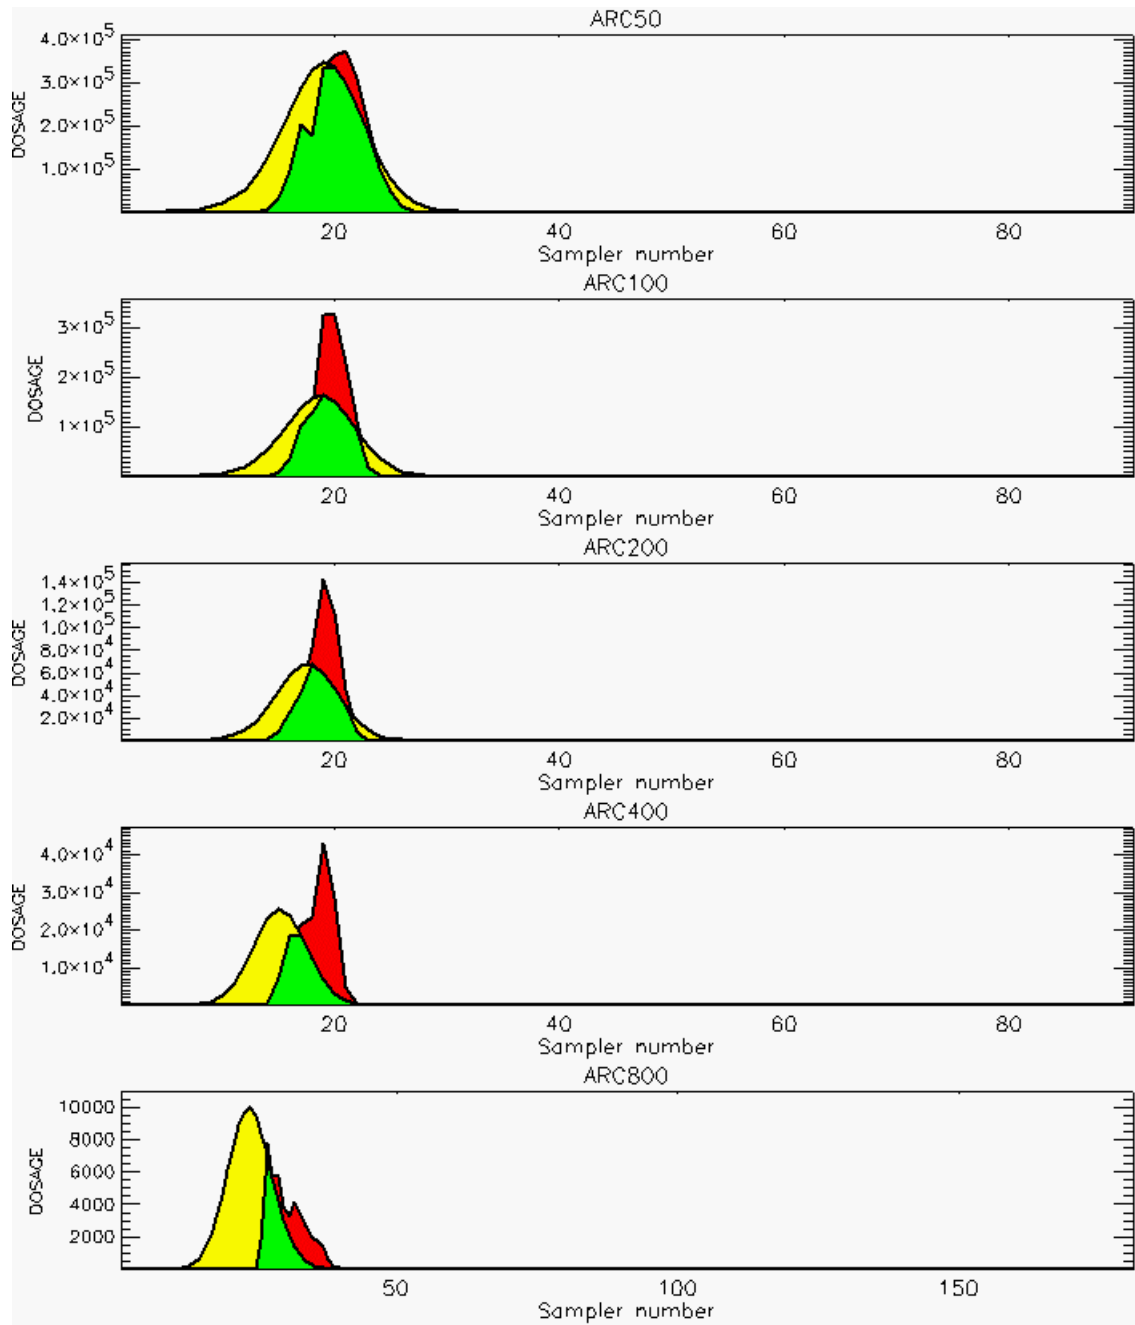 ARC50
DOSAGE
4.0×10^5
3.0×10^5
2.0×10^5
1.0×10^5
20 40 60 80
Sampler number
ARC100
DOSAGE
3×10^5
2×10^5
1×10^5
20 40 60 80
Sampler number
ARC200
DOSAGE
1.4×10^5
1.2×10^5
1.0×10^5
8.0×10^4
6.0×10^4
4.0×10^4
2.0×10^4
20 40 60 80
Sampler number
ARC400
DOSAGE
4.0×10^4
3.0×10^4
2.0×10^4
1.0×10^4
20 40 60 80
Sampler number
ARC800
DOSAGE
10000
8000
6000
4000
2000
50 100 150
Sampler number